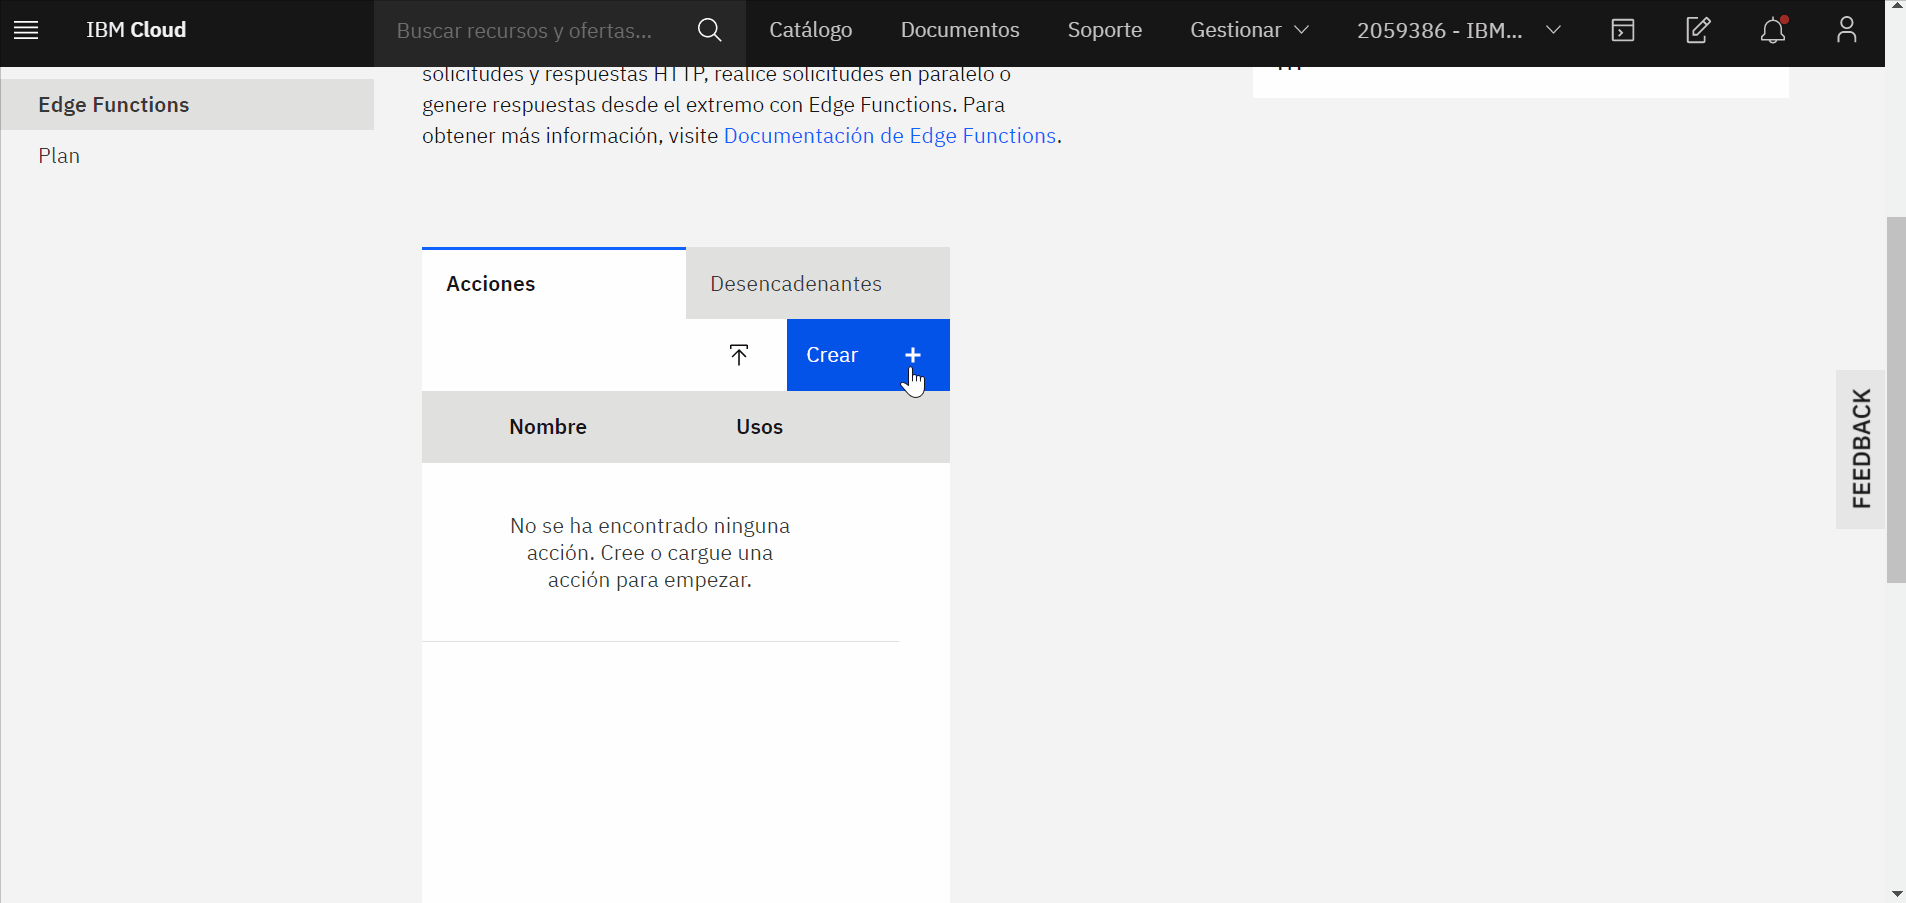 IBM Cloud
Buscar recursos y ofertas...
Catálogo
Documentos
Soporte
Gestionar
2059386 - IBM...
Edge Functions
Plan
solicitudes y respuestas HTTP, realice solicitudes en paralelo o
genere respuestas desde el extremo con Edge Functions. Para
obtener más información, visite Documentación de Edge Functions.
Acciones
Desencadenantes
Crear
Nombre
Usos
No se ha encontrado ninguna
acción. Cree o cargue una
acción para empezar.
FEEDBACK